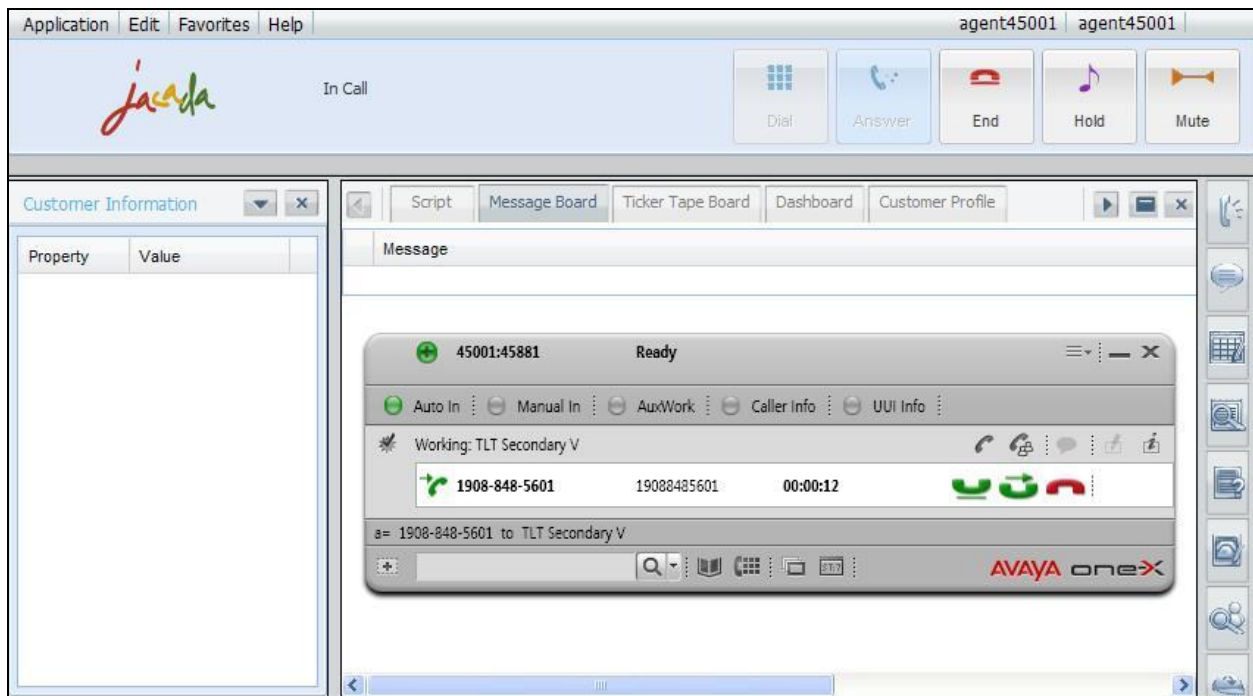 Application Edit Favorites Help agent45001 agent45001
jacada
In Call
Dial Answer End Hold Mute
Customer Information
Script Message Board Ticker Tape Board Dashboard Customer Profile
Property Value
Message
45001:45881 Ready
Auto In Manual In AuxWork Caller Info UUI Info
Working: TLT Secondary V
1908-848-5601 19088485601 00:00:12
a= 1908-848-5601 to TLT Secondary V
AVAYA one-X